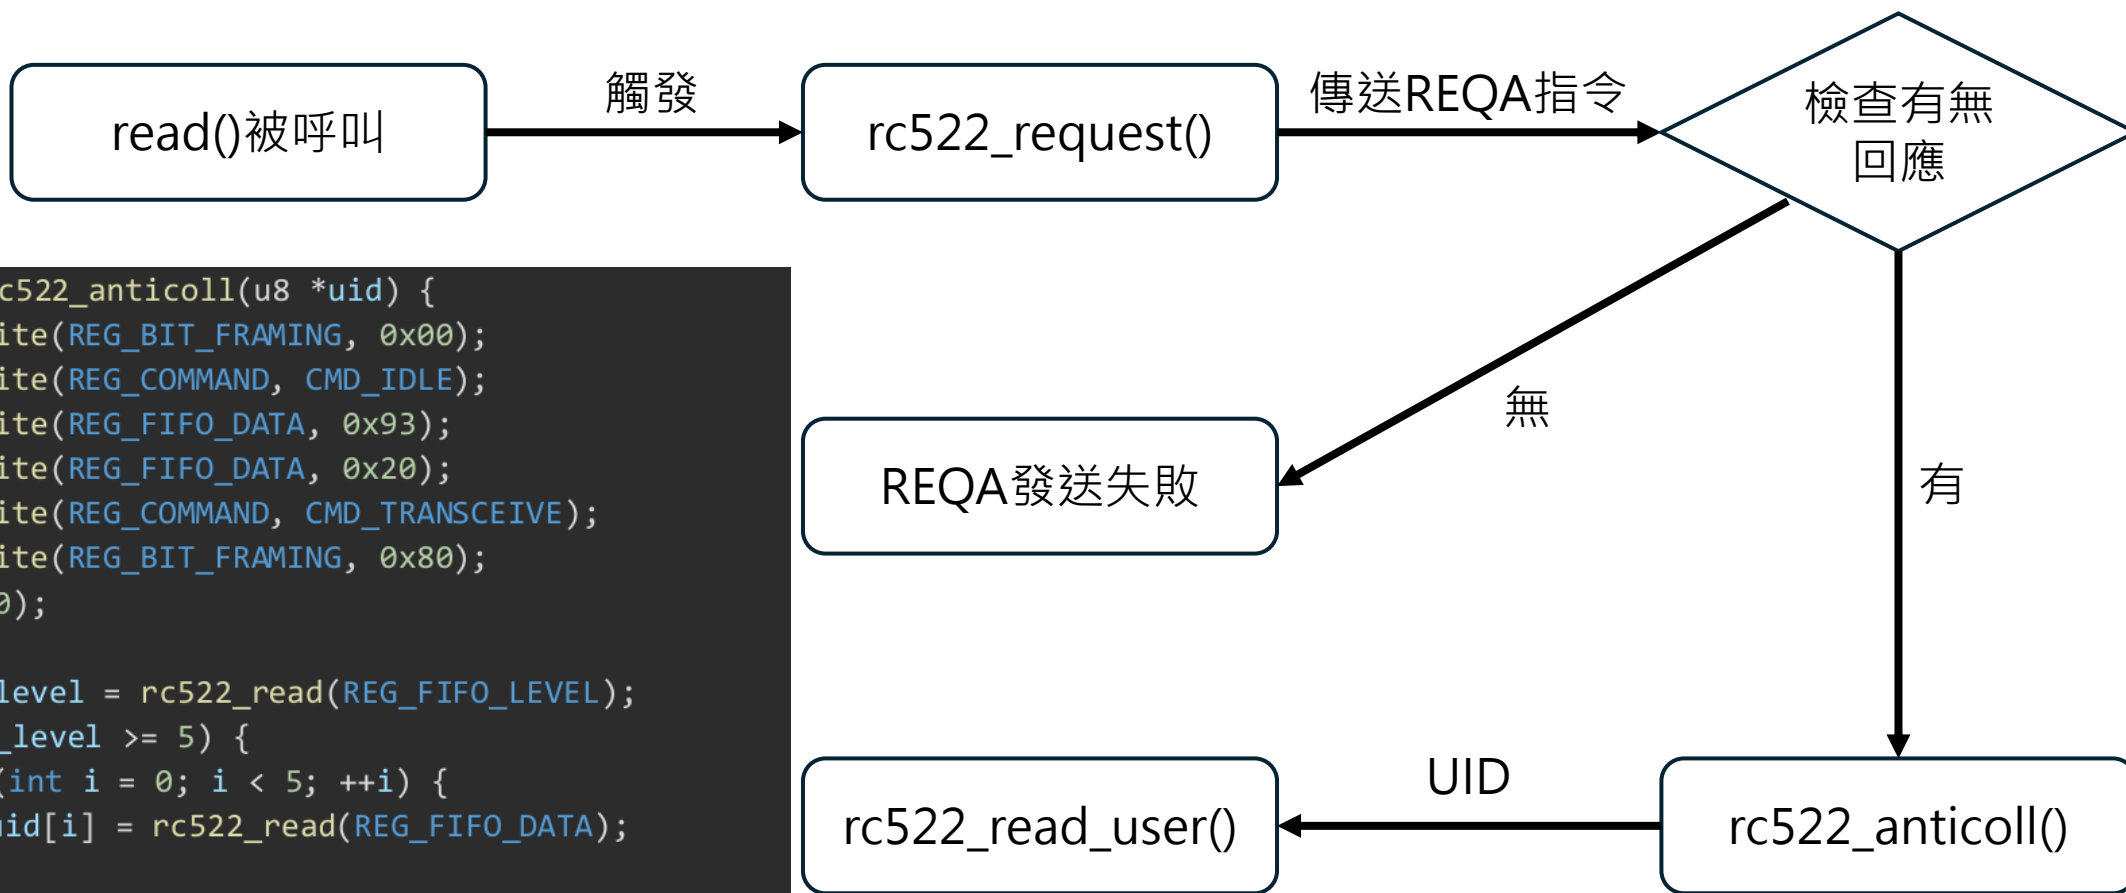 read()被呼叫
觸發
rc522_request()
傳送REQA指令
檢查有無
回應
無
REQA發送失敗
有
rc522_anticoll()
UID
rc522_read_user()
c522_anticoll(u8 *uid) {
ite(REG_BIT_FRAMING, 0x00);
ite(REG_COMMAND, CMD_IDLE);
ite(REG_FIFO_DATA, 0x93);
ite(REG_FIFO_DATA, 0x20);
ite(REG_COMMAND, CMD_TRANSCEIVE);
ite(REG_BIT_FRAMING, 0x80);
0);
level = rc522_read(REG_FIFO_LEVEL);
_level >= 5) {
(int i = 0; i < 5; ++i) {
uid[i] = rc522_read(REG_FIFO_DATA);